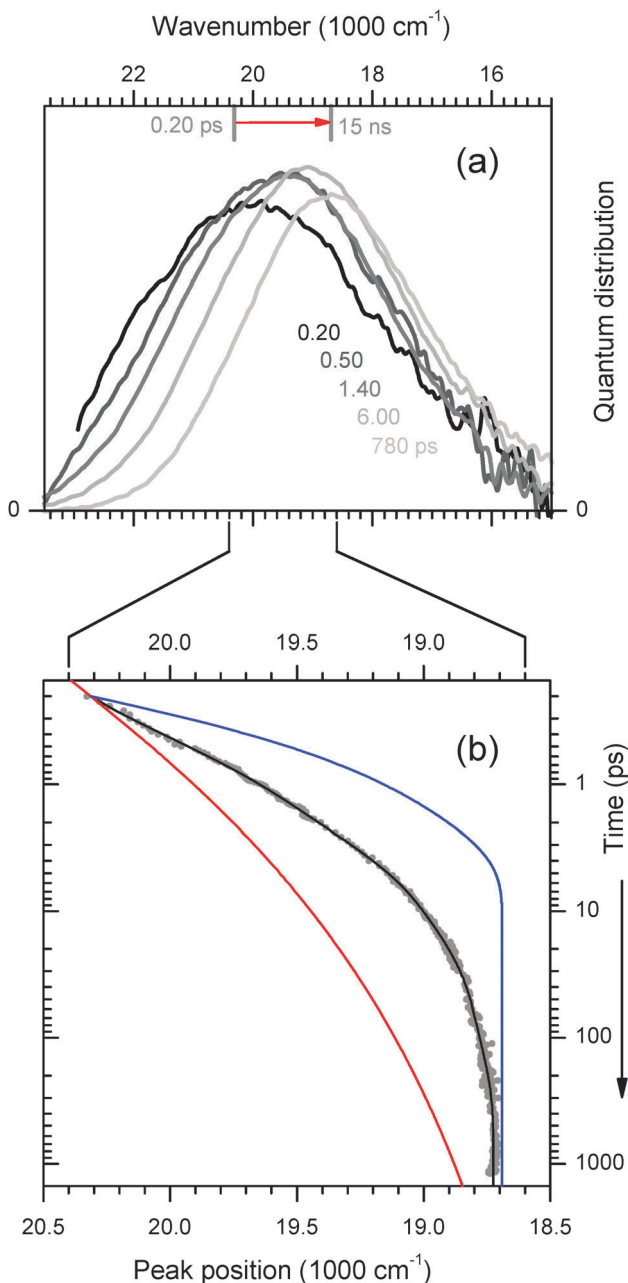 Wavenumber (1000 cm⁻¹)
22 20 18 16
0.20 ps 15 ns
(a)
Quantum distribution
0.20
0.50
1.40
6.00
780 ps
0 0
20.0 19.5 19.0
(b)
Time (ps)
1
10
100
1000
20.5 20.0 19.5 19.0 18.5
Peak position (1000 cm⁻¹)